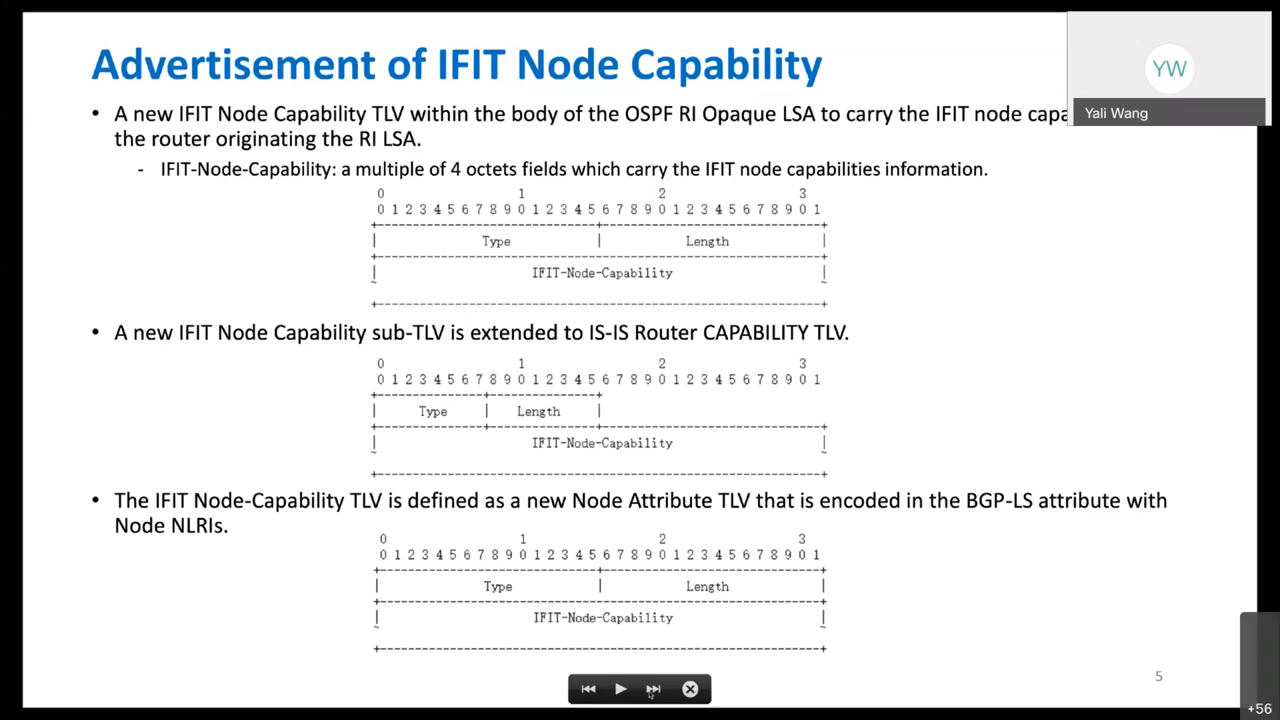 Advertisement of IFIT Node Capability
YW
Yali Wang
• A new IFIT Node Capability TLV within the body of the OSPF RI Opaque LSA to carry the IFIT node
the router originating the RI LSA.
- IFIT-Node-Capability: a multiple of 4 octets fields which carry the IFIT node capabilities information.
0 1 2 3
0 1 2 3 4 5 6 7 8 9 0 1 2 3 4 5 6 7 8 9 0 1 2 3 4 5 6 7 8 9 0 1
Type | Length
IFIT-Node-Capability
• A new IFIT Node Capability sub-TLV is extended to IS-IS Router CAPABILITY TLV.
0 1 2 3
0 1 2 3 4 5 6 7 8 9 0 1 2 3 4 5 6 7 8 9 0 1 2 3 4 5 6 7 8 9 0 1
Type | Length
IFIT-Node-Capability
• The IFIT Node-Capability TLV is defined as a new Node Attribute TLV that is encoded in the BGP-LS attribute with
Node NLRIs.
0 1 2 3
0 1 2 3 4 5 6 7 8 9 0 1 2 3 4 5 6 7 8 9 0 1 2 3 4 5 6 7 8 9 0 1
Type | Length
IFIT-Node-Capability
5
+56